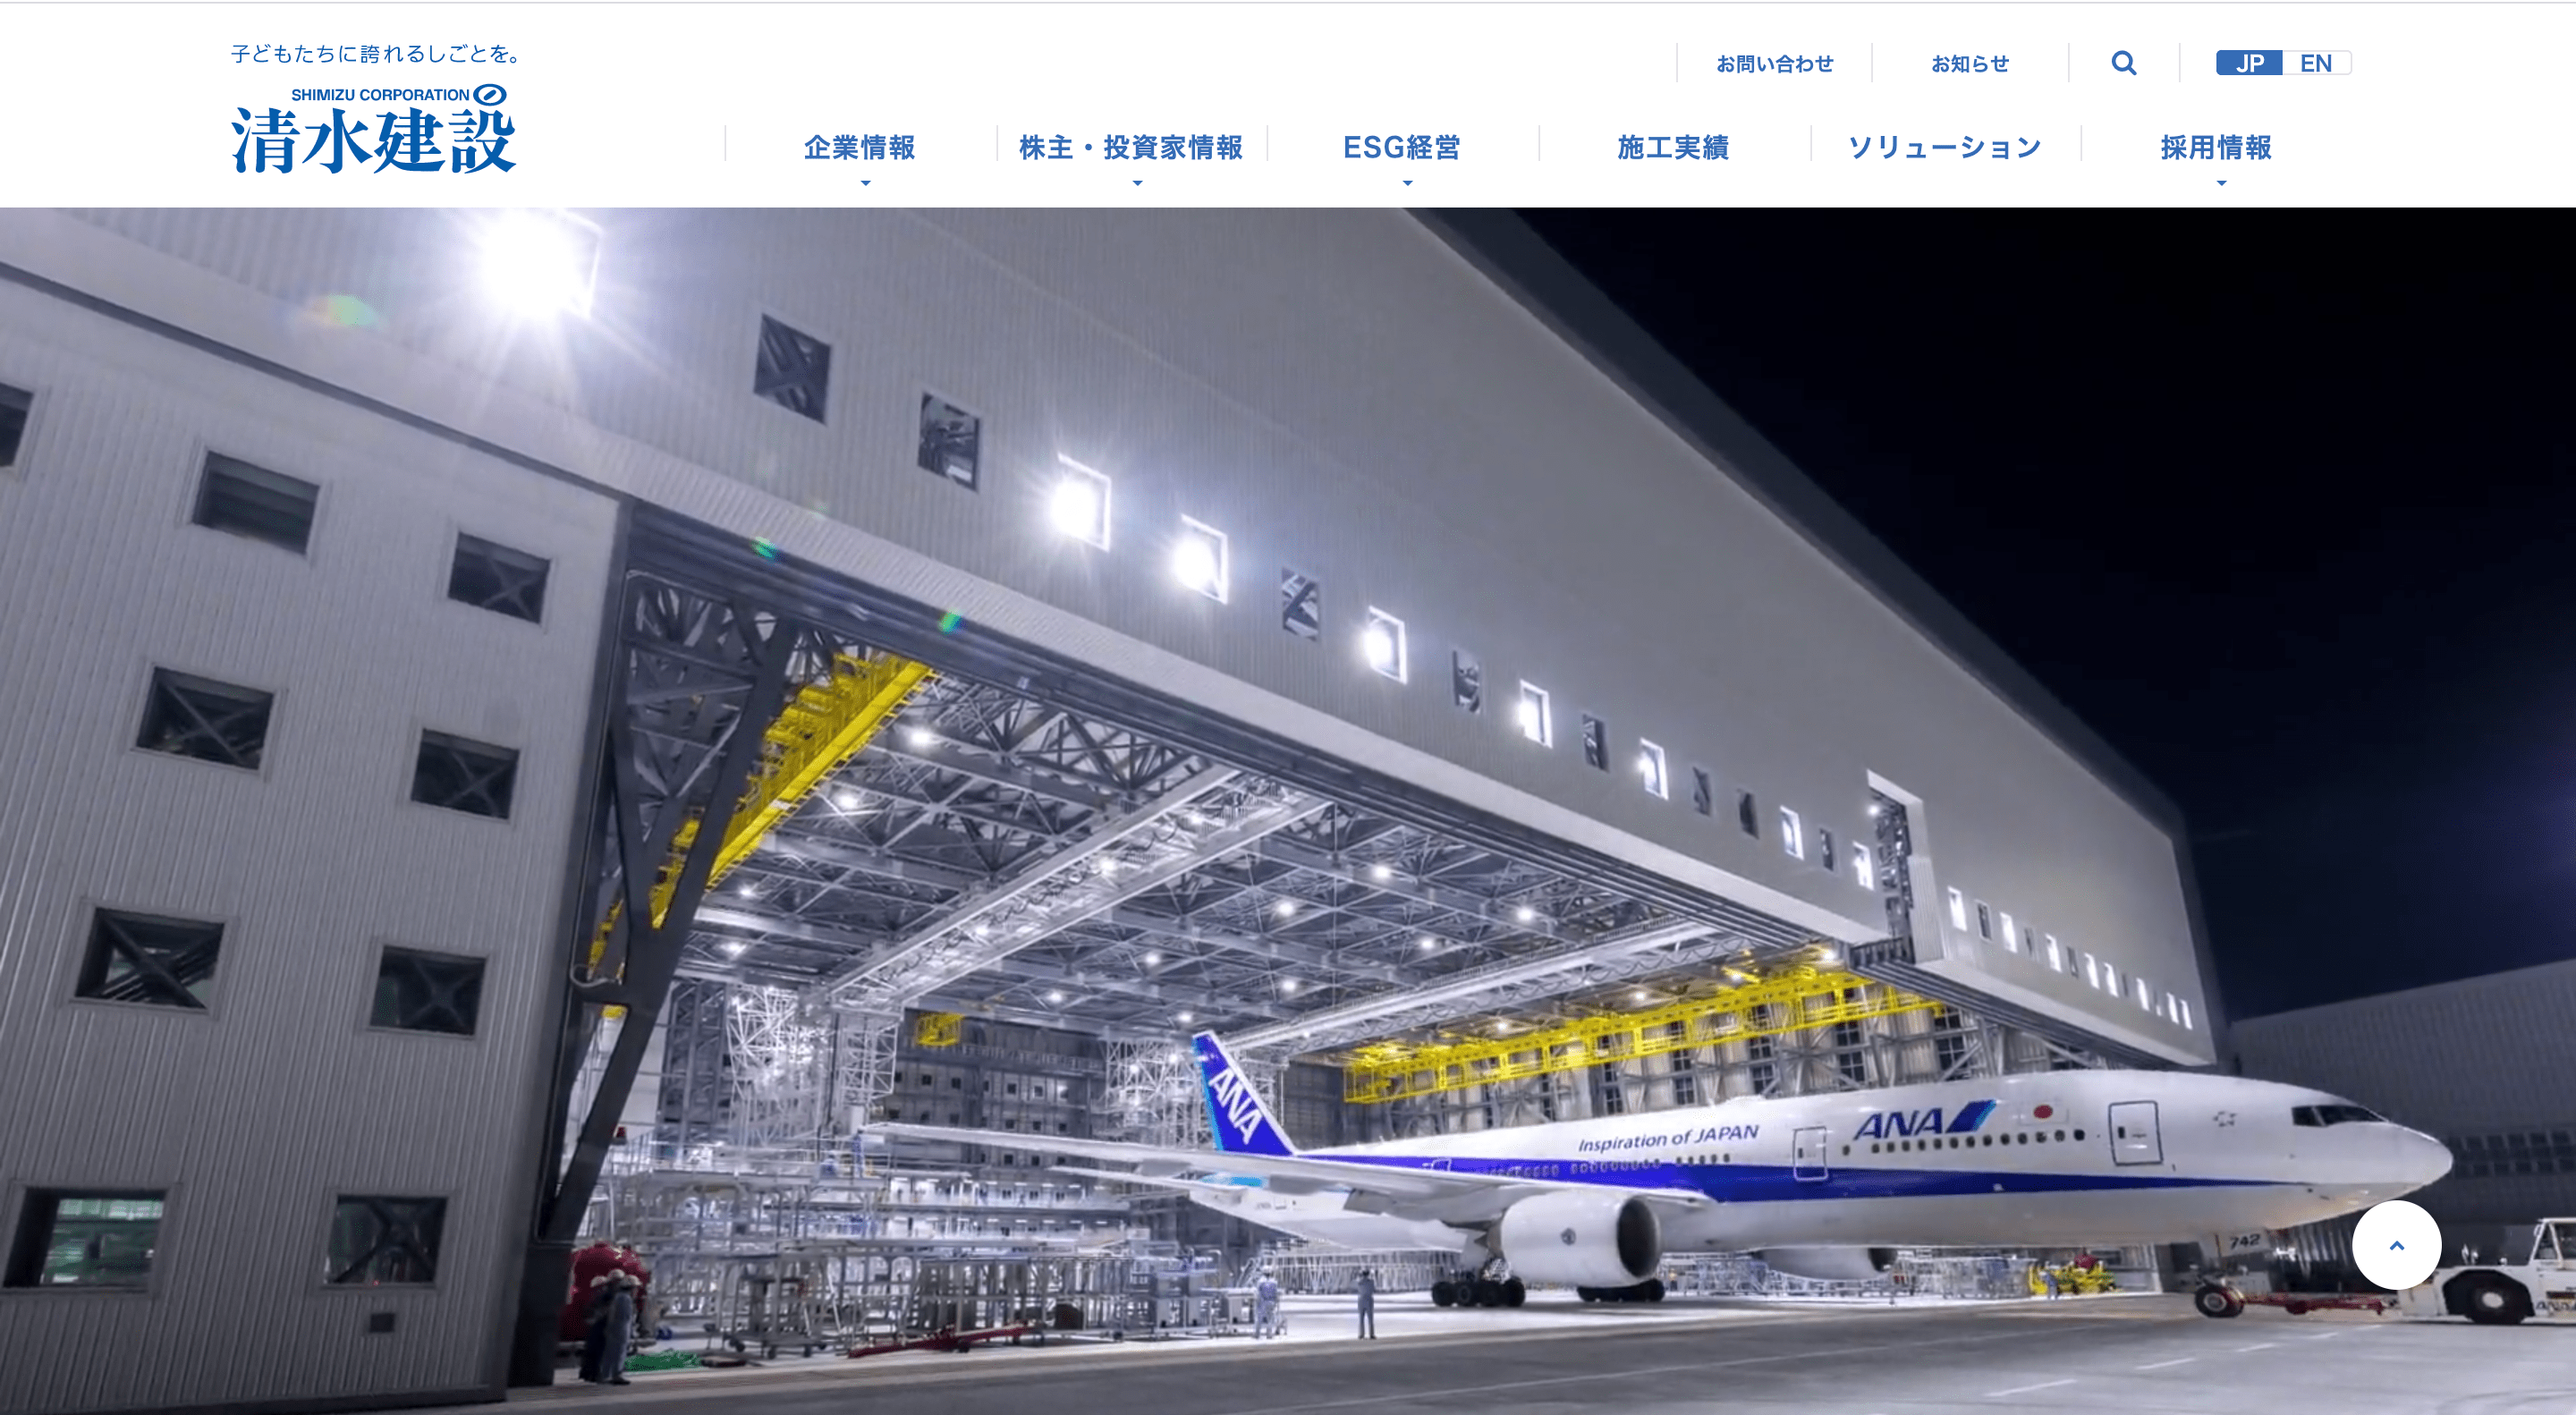 子どもたちに誇れるしごとを。
SHIMIZU CORPORATION
清水建設
お問い合わせ
お知らせ
JP
EN
企業情報
株主・投資家情報
ESG経営
施工実績
ソリューション
採用情報
ANA
Inspiration of JAPAN
ANA
742